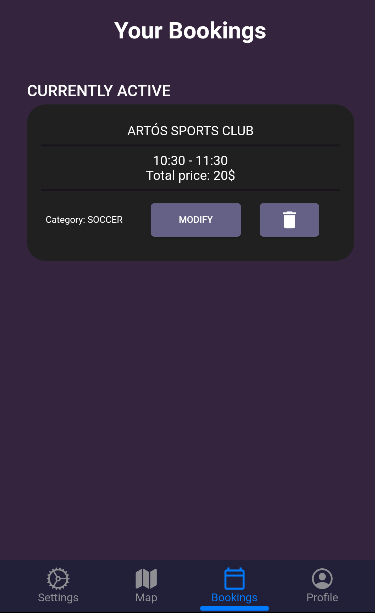 Your Bookings
CURRENTLY ACTIVE
ARTÓS SPORTS CLUB
10:30 - 11:30
Total price: 20$
Category: SOCCER
MODIFY
Settings
Map
Bookings
Profile